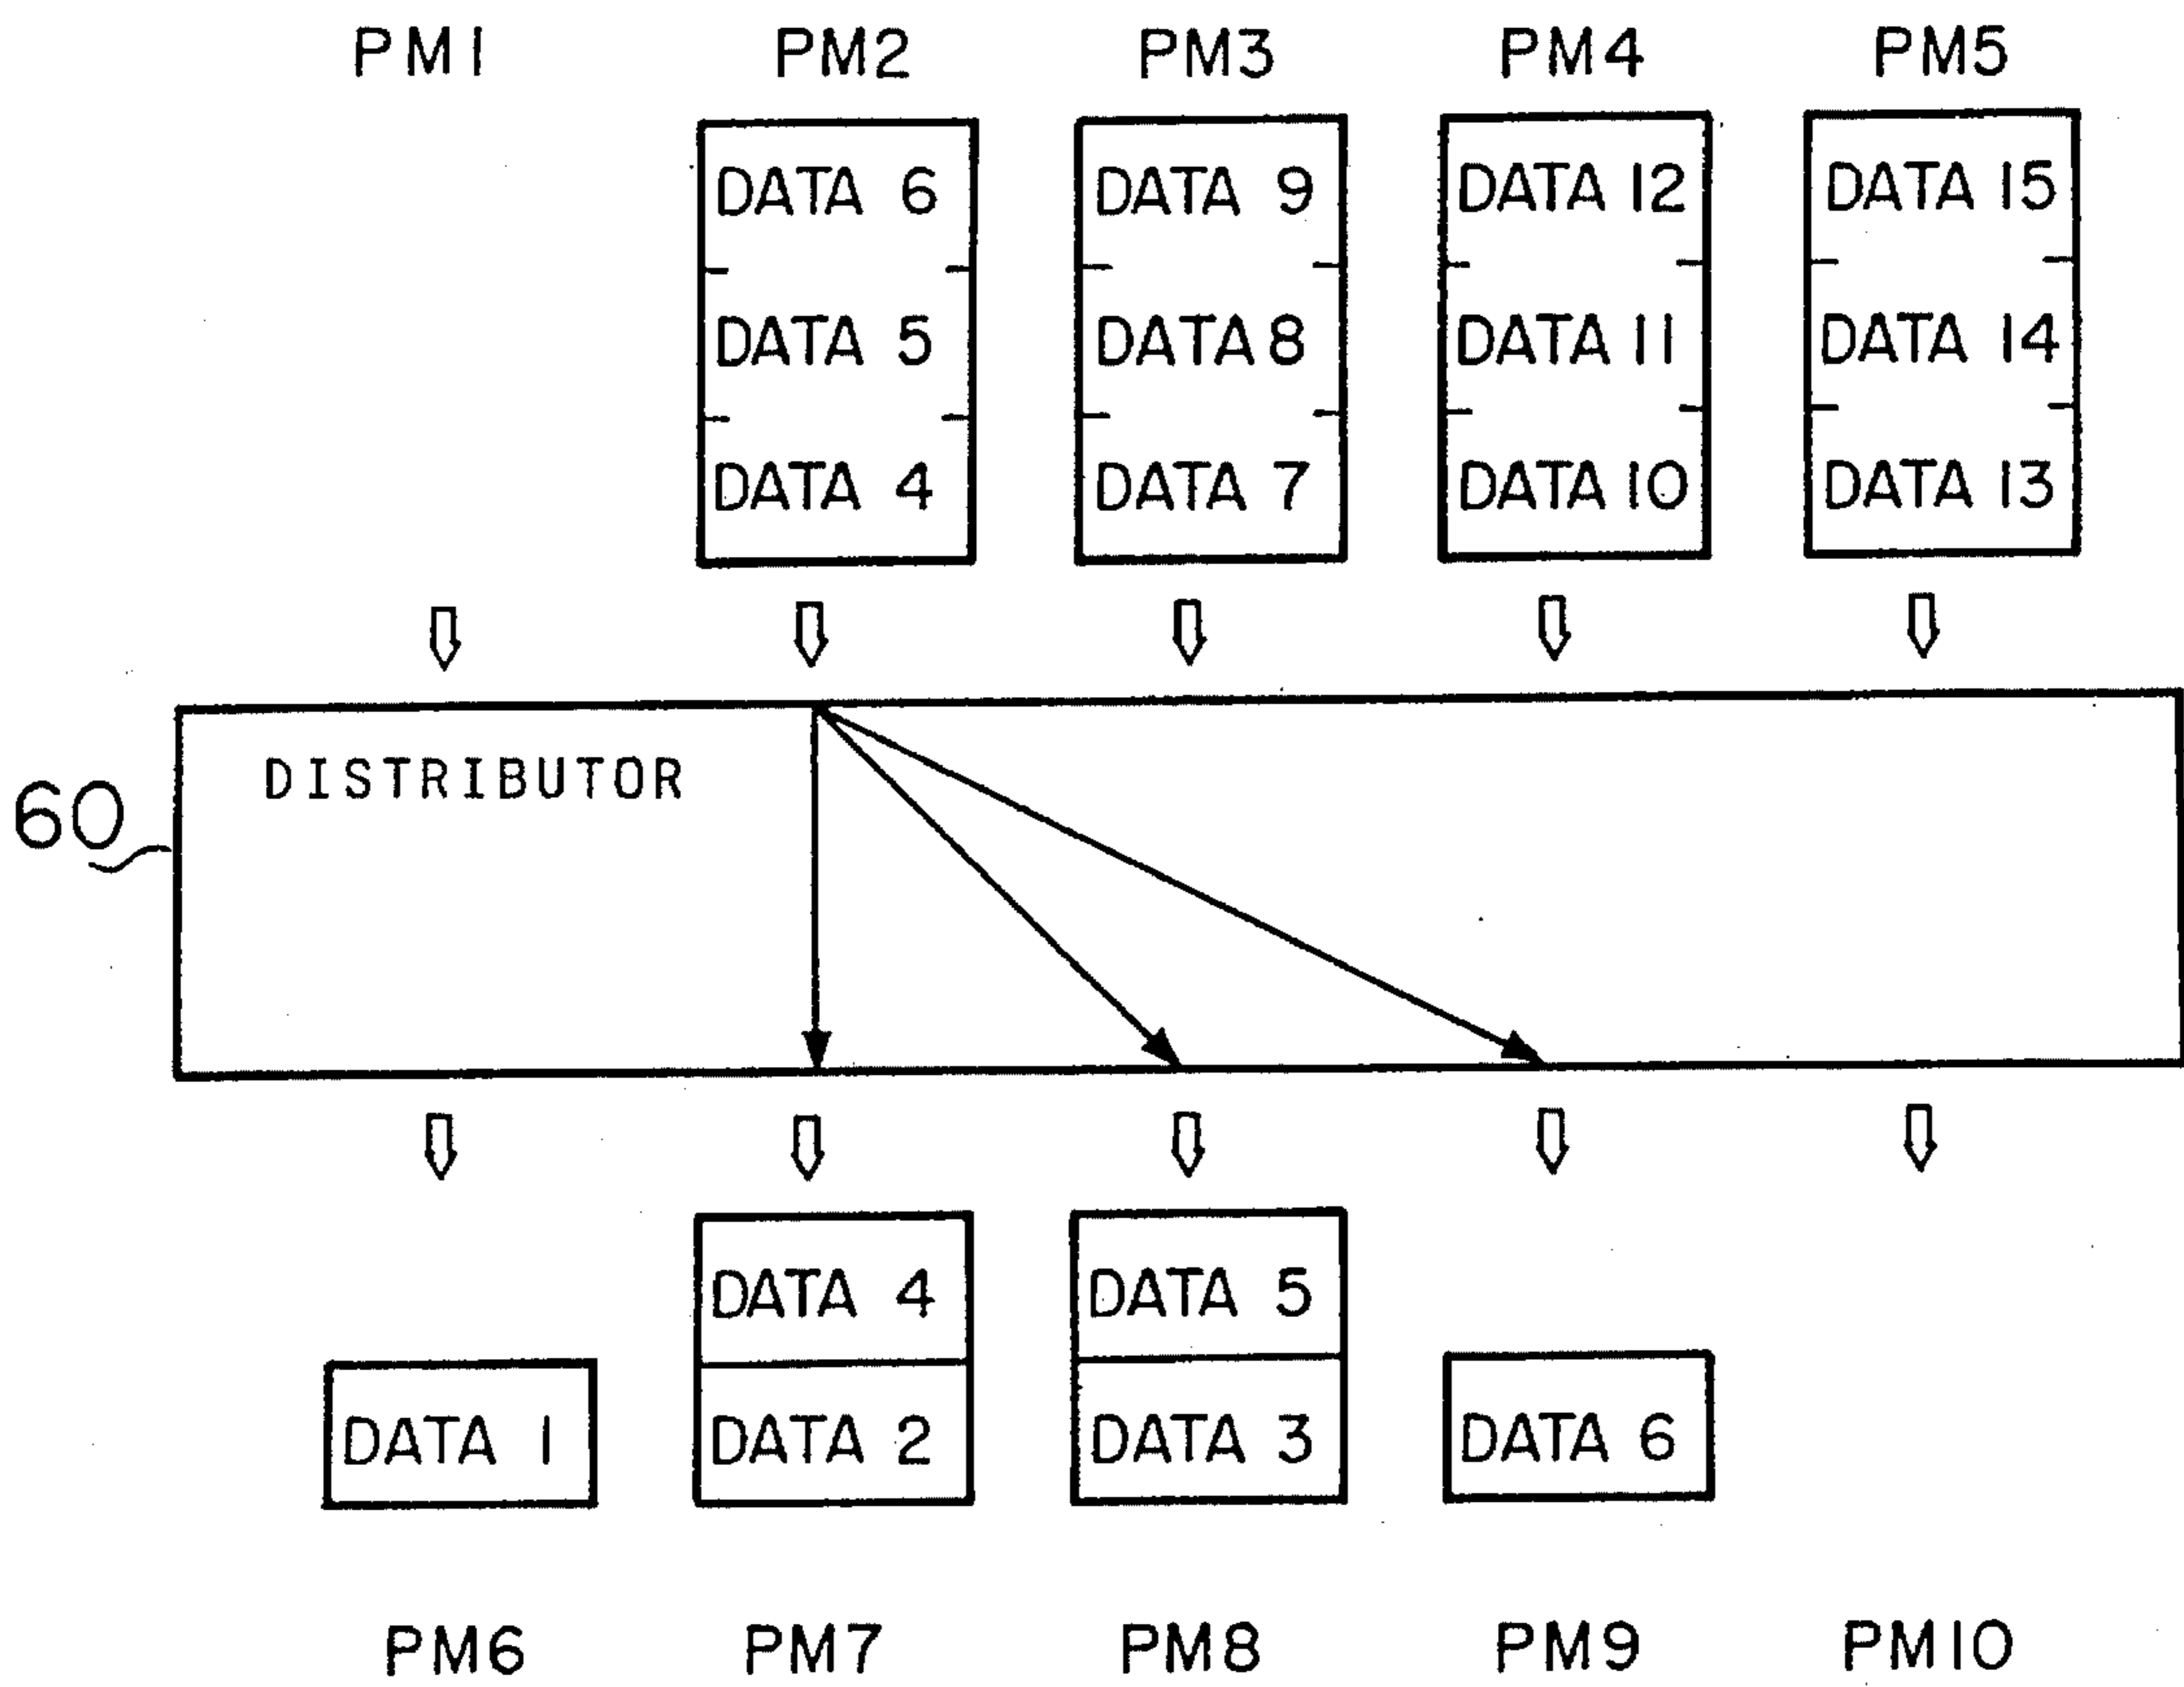 PM1 PM2 PM3 PM4 PM5
DATA 6 DATA 9 DATA 12 DATA 15
DATA 5 DATA 8 DATA 11 DATA 14
DATA 4 DATA 7 DATA 10 DATA 13
DISTRIBUTOR
60
DATA 4 DATA 5
DATA 1 DATA 2 DATA 3 DATA 6
PM6 PM7 PM8 PM9 PM10